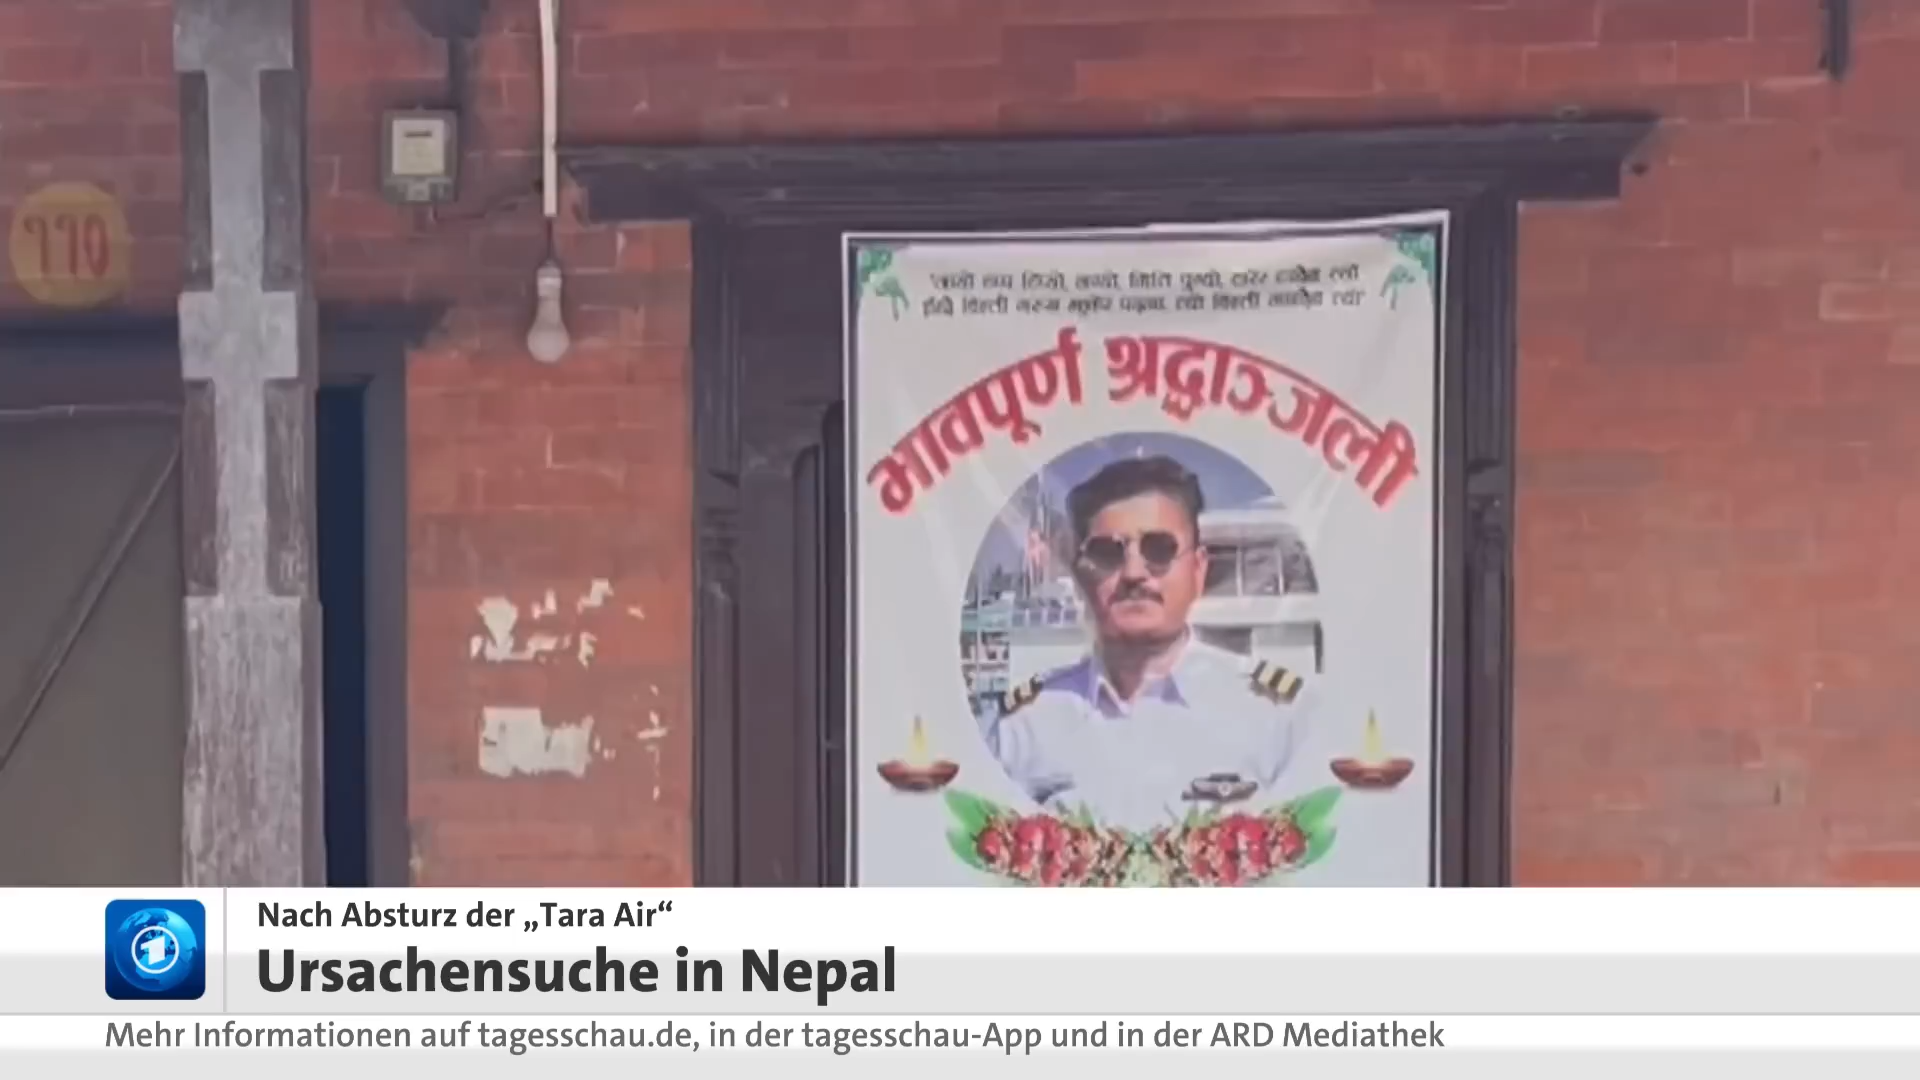 ११०
भावपूर्ण श्रद्धाञ्जली
1
Nach Absturz der „Tara Air“
Ursachensuche in Nepal
Mehr Informationen auf tagesschau.de, in der tagesschau-App und in der ARD Mediathek